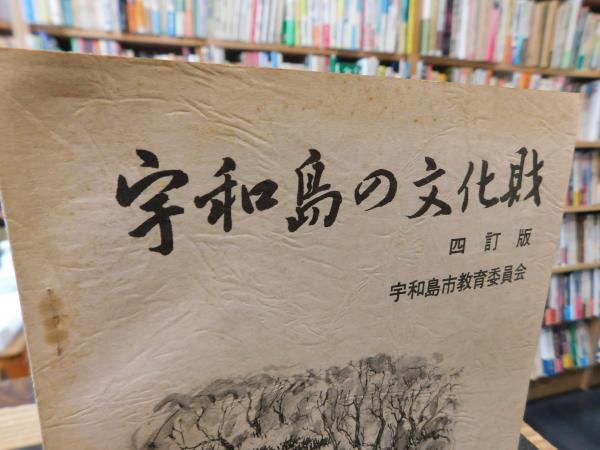 宇和島の文化財
四訂版
宇和島市教育委員会